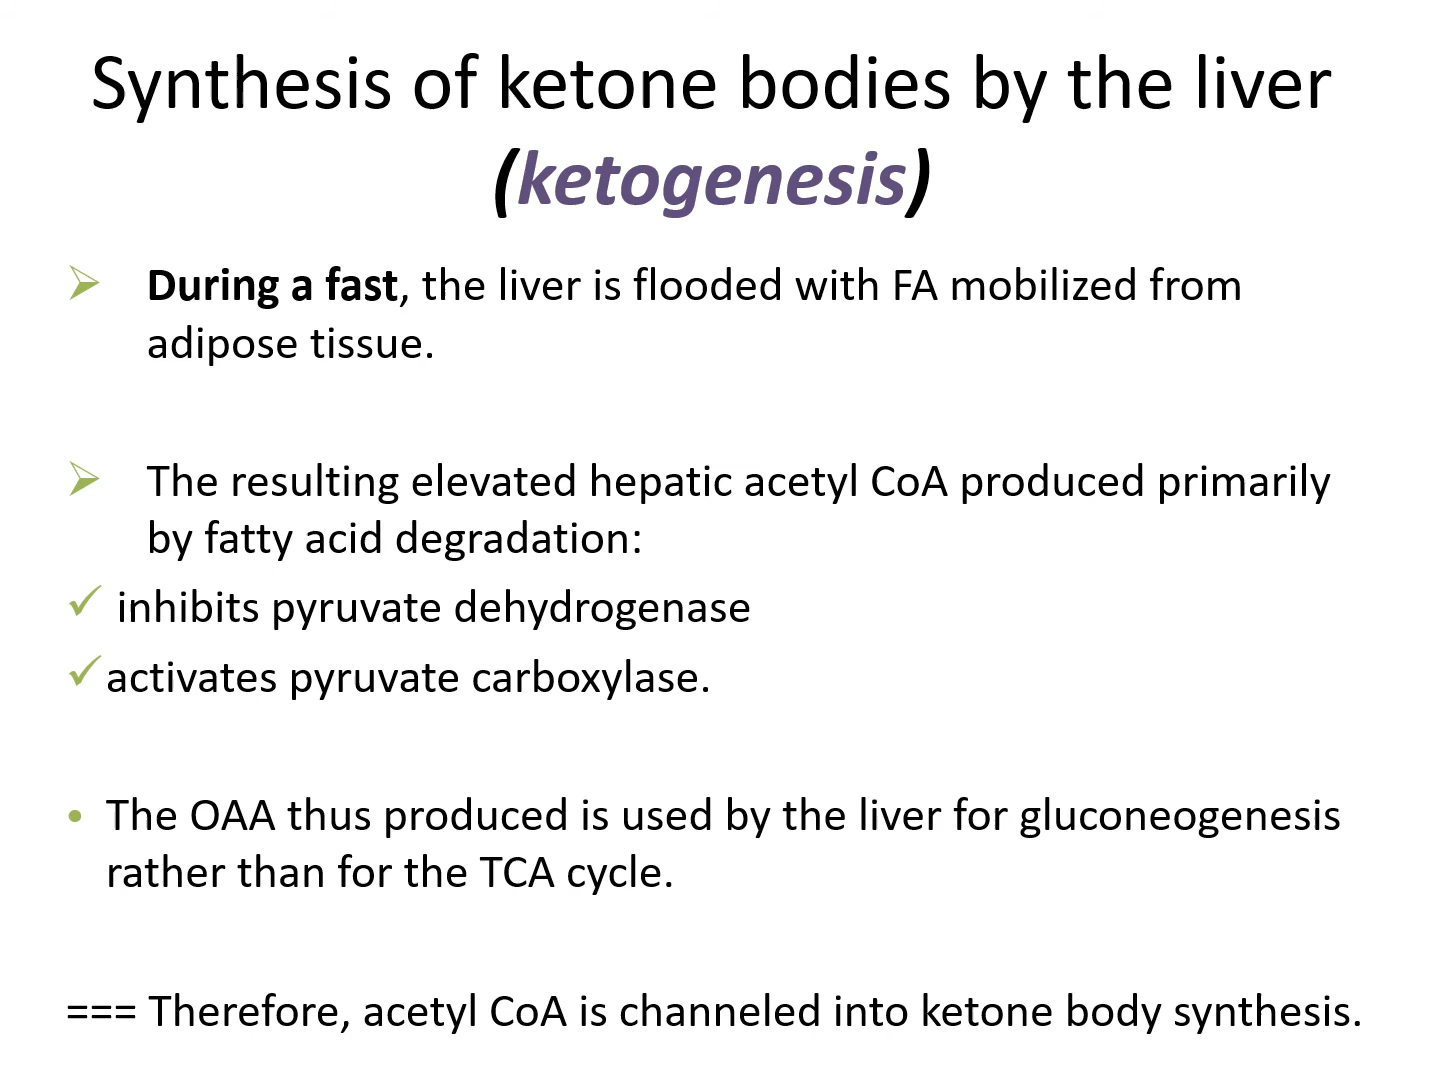 Synthesis of ketone bodies by the liver
(ketogenesis)
➢ During a fast, the liver is flooded with FA mobilized from
adipose tissue.
➢ The resulting elevated hepatic acetyl CoA produced primarily
by fatty acid degradation:
✓ inhibits pyruvate dehydrogenase
✓ activates pyruvate carboxylase.
• The OAA thus produced is used by the liver for gluconeogenesis
rather than for the TCA cycle.
=== Therefore, acetyl CoA is channeled into ketone body synthesis.